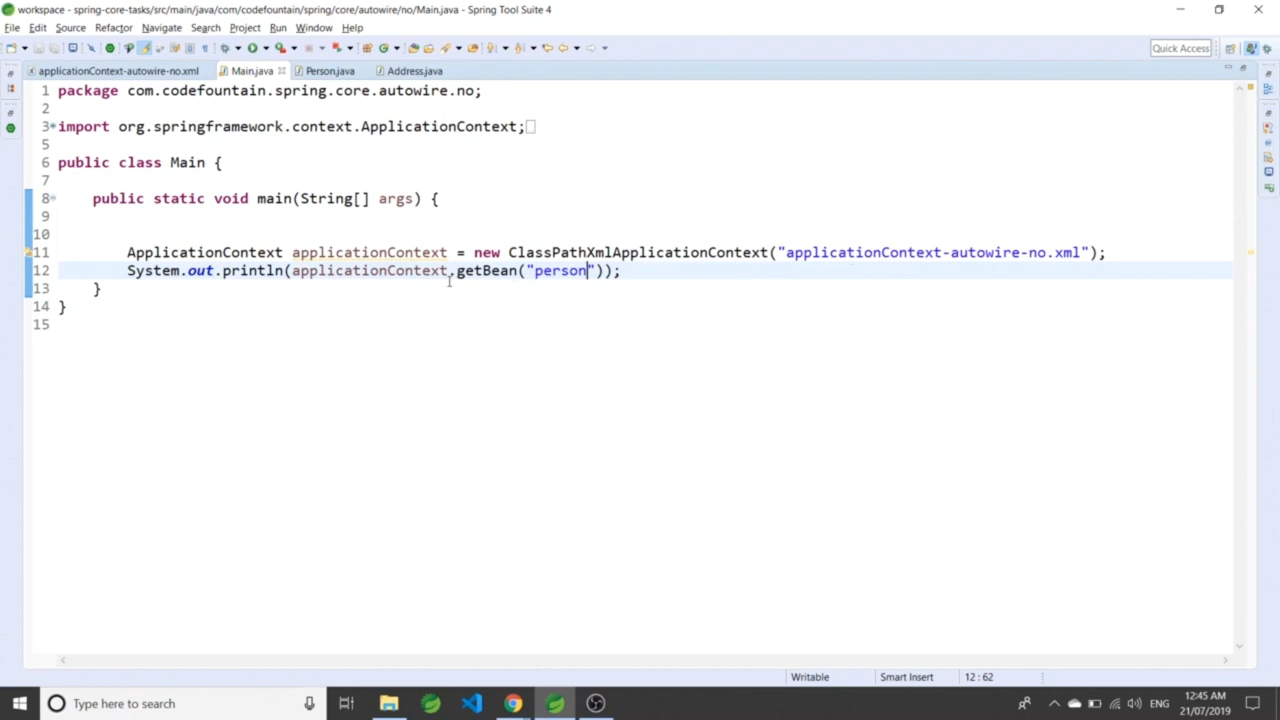 workspace - spring-core-tasks/src/main/java/com/codefountain/spring/core/autowire/no/Main.java - Spring Tool Suite 4
File Edit Source Refactor Navigate Search Project Run Window Help
Quick Access
applicationContext-autowire-no.xml Main.java Person.java Address.java
1 package com.codefountain.spring.core.autowire.no;
2
3 import org.springframework.context.ApplicationContext;
5
6 public class Main {
7
8 public static void main(String[] args) {
9
10
11 ApplicationContext applicationContext = new ClassPathXmlApplicationContext("applicationContext-autowire-no.xml");
12 System.out.println(applicationContext.getBean("person"));
13 }
14 }
15
Writable Smart Insert 12 : 62
Type here to search
ENG
12:45 AM
21/07/2019